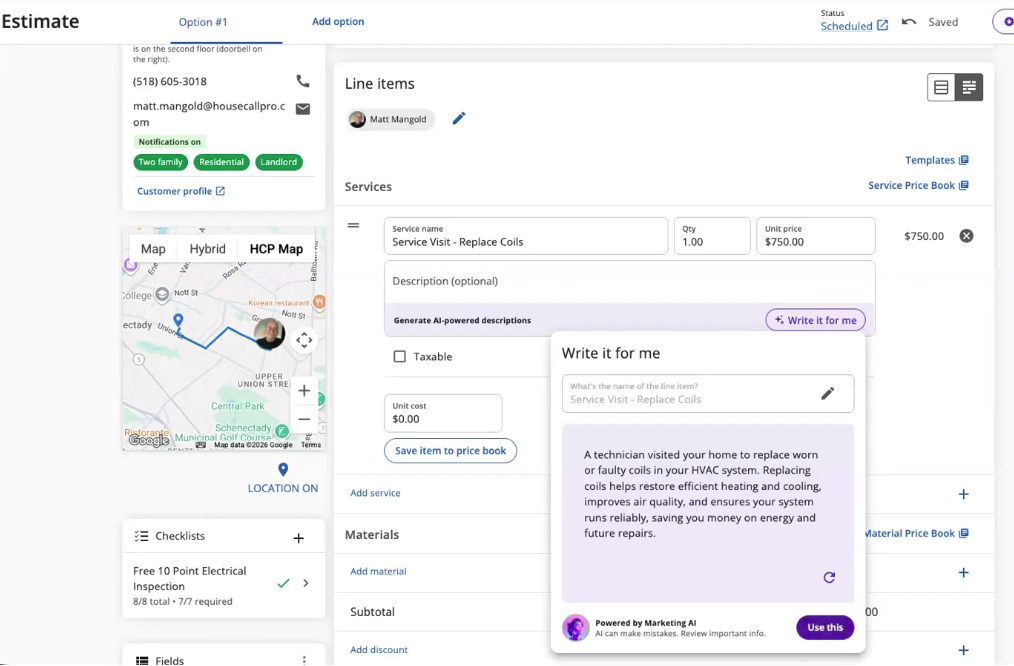 Estimate
Option #1
Add option
Status
Scheduled
Saved
is on the second floor (doorbell on
the right).
(518) 605-3018
matt.mangold@housecallpro.c
om
Notifications on
Two family
Residential
Landlord
Customer profile
Map
Hybrid
HCP Map
Nott St
College
Korean restaurant
Nott St
ectady
Union
UPPER
UNION STRE
Central Park
Schenectady
Municipal Golf Course
Ristorante
Google
Map data ©2026 Google
Terms
LOCATION ON
Checklists
Free 10 Point Electrical
Inspection
8/8 total • 7/7 required
Fields
Line items
Matt Mangold
Templates
Services
Service Price Book
Service name
Service Visit - Replace Coils
Qty
1.00
Unit price
$750.00
$750.00
Description (optional)
Generate AI-powered descriptions
Write it for me
Taxable
Unit cost
$0.00
Save item to price book
Add service
Materials
Material Price Book
Add material
Subtotal
00
Add discount
Write it for me
What's the name of the line item?
Service Visit - Replace Coils
A technician visited your home to replace worn
or faulty coils in your HVAC system. Replacing
coils helps restore efficient heating and cooling,
improves air quality, and ensures your system
runs reliably, saving you money on energy and
future repairs.
Powered by Marketing AI
AI can make mistakes. Review important info.
Use this